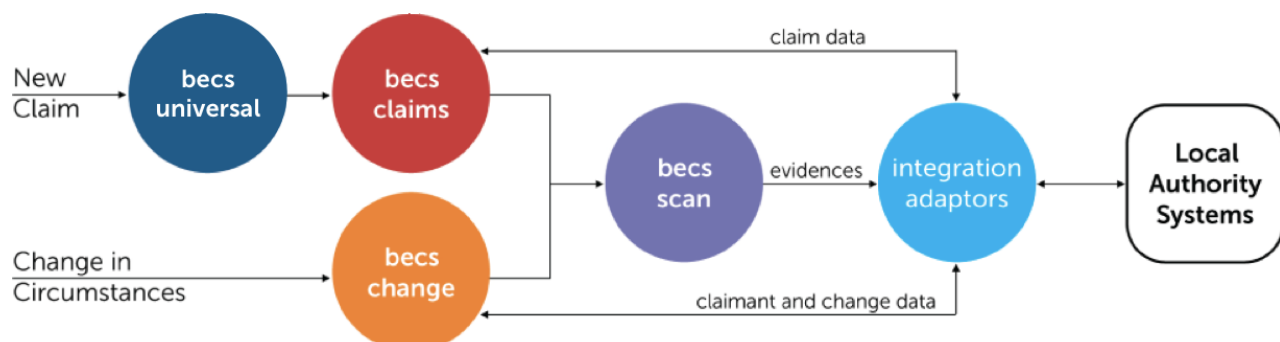 New
Claim
becs
universal
becs
claims
claim data
becs
scan
evidences
integration
adaptors
Local
Authority
Systems
Change in
Circumstances
becs
change
claimant and change data